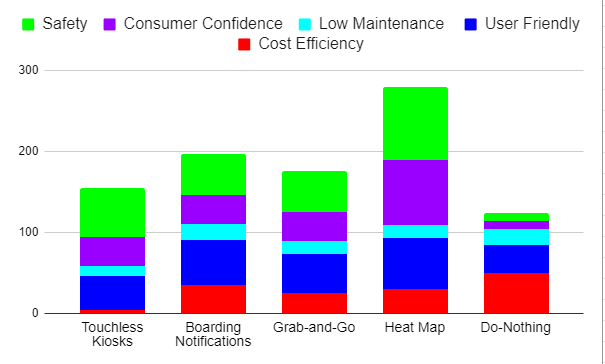 Safety Consumer Confidence Low Maintenance User Friendly
Cost Efficiency
300
200
100
0
Touchless
Kiosks
Boarding
Notifications
Grab-and-Go
Heat Map
Do-Nothing